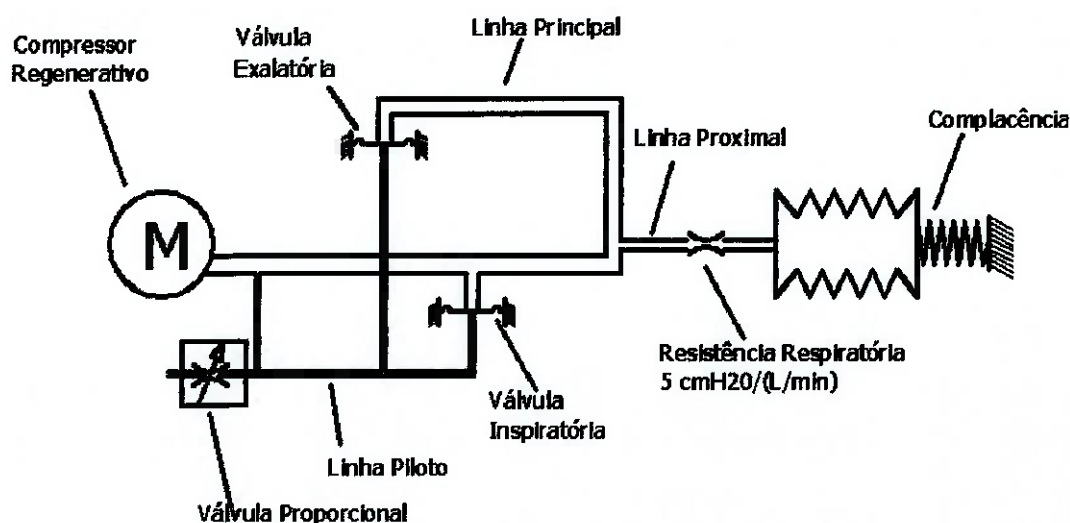 Linha Principal
Válvula
Exalatória
Compressor
Regenerativo
Complacência
Linha Proximal
M
Resistência Respiratória
5 cmH20/(L/min)
Válvula
Inspiratória
Linha Piloto
Válvula Proporcional